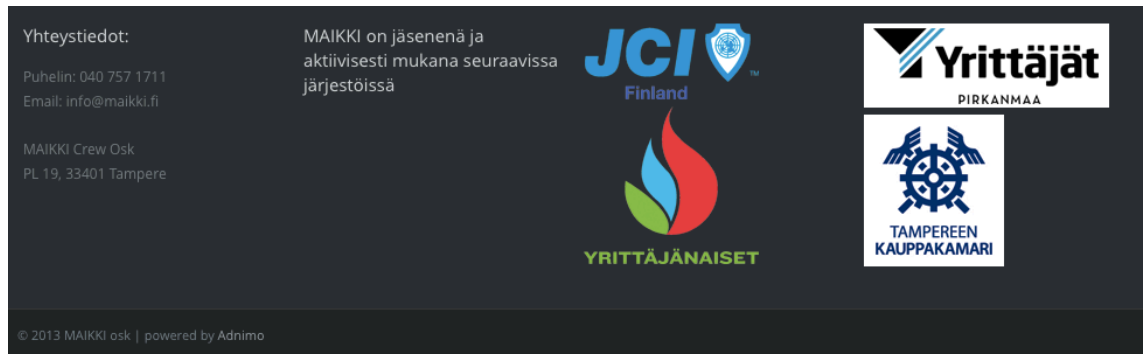 Yhteystiedot:
Puhelin: 040 757 1711
Email: info@maikki.fi
MAIKKI Crew Osk
PL 19, 33401 Tampere
MAIKKI on jäsenenä ja
aktiivisesti mukana seuraavissa
järjestöissä
JCI
TM
Finland
YRITTÄJÄNAISET
Yrittäjät
PIRKANMAA
TAMPEREEN
KAUPPAKAMARI
© 2013 MAIKKI osk | powered by Adnimo